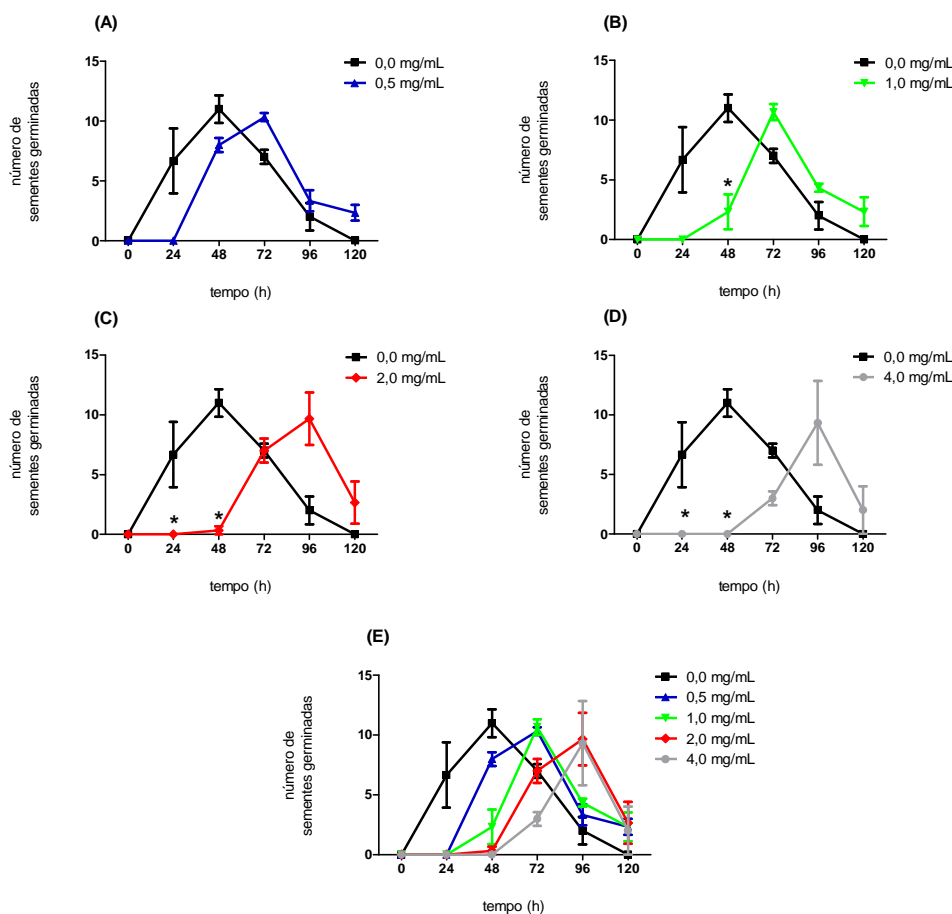 (A)
0,0 mg/mL
0,5 mg/mL
número de
sementes germinadas
15
10
5
0
0 24 48 72 96 120
tempo (h)
(B)
0,0 mg/mL
1,0 mg/mL
número de
sementes germinadas
15
10
5
0
*
0 24 48 72 96 120
tempo (h)
(C)
0,0 mg/mL
2,0 mg/mL
número de
sementes germinadas
15
10
5
0
* *
0 24 48 72 96 120
tempo (h)
(D)
0,0 mg/mL
4,0 mg/mL
número de
sementes germinadas
15
10
5
0
* *
0 24 48 72 96 120
tempo (h)
(E)
0,0 mg/mL
0,5 mg/mL
1,0 mg/mL
2,0 mg/mL
4,0 mg/mL
número de
sementes germinadas
15
10
5
0
0 24 48 72 96 120
tempo (h)